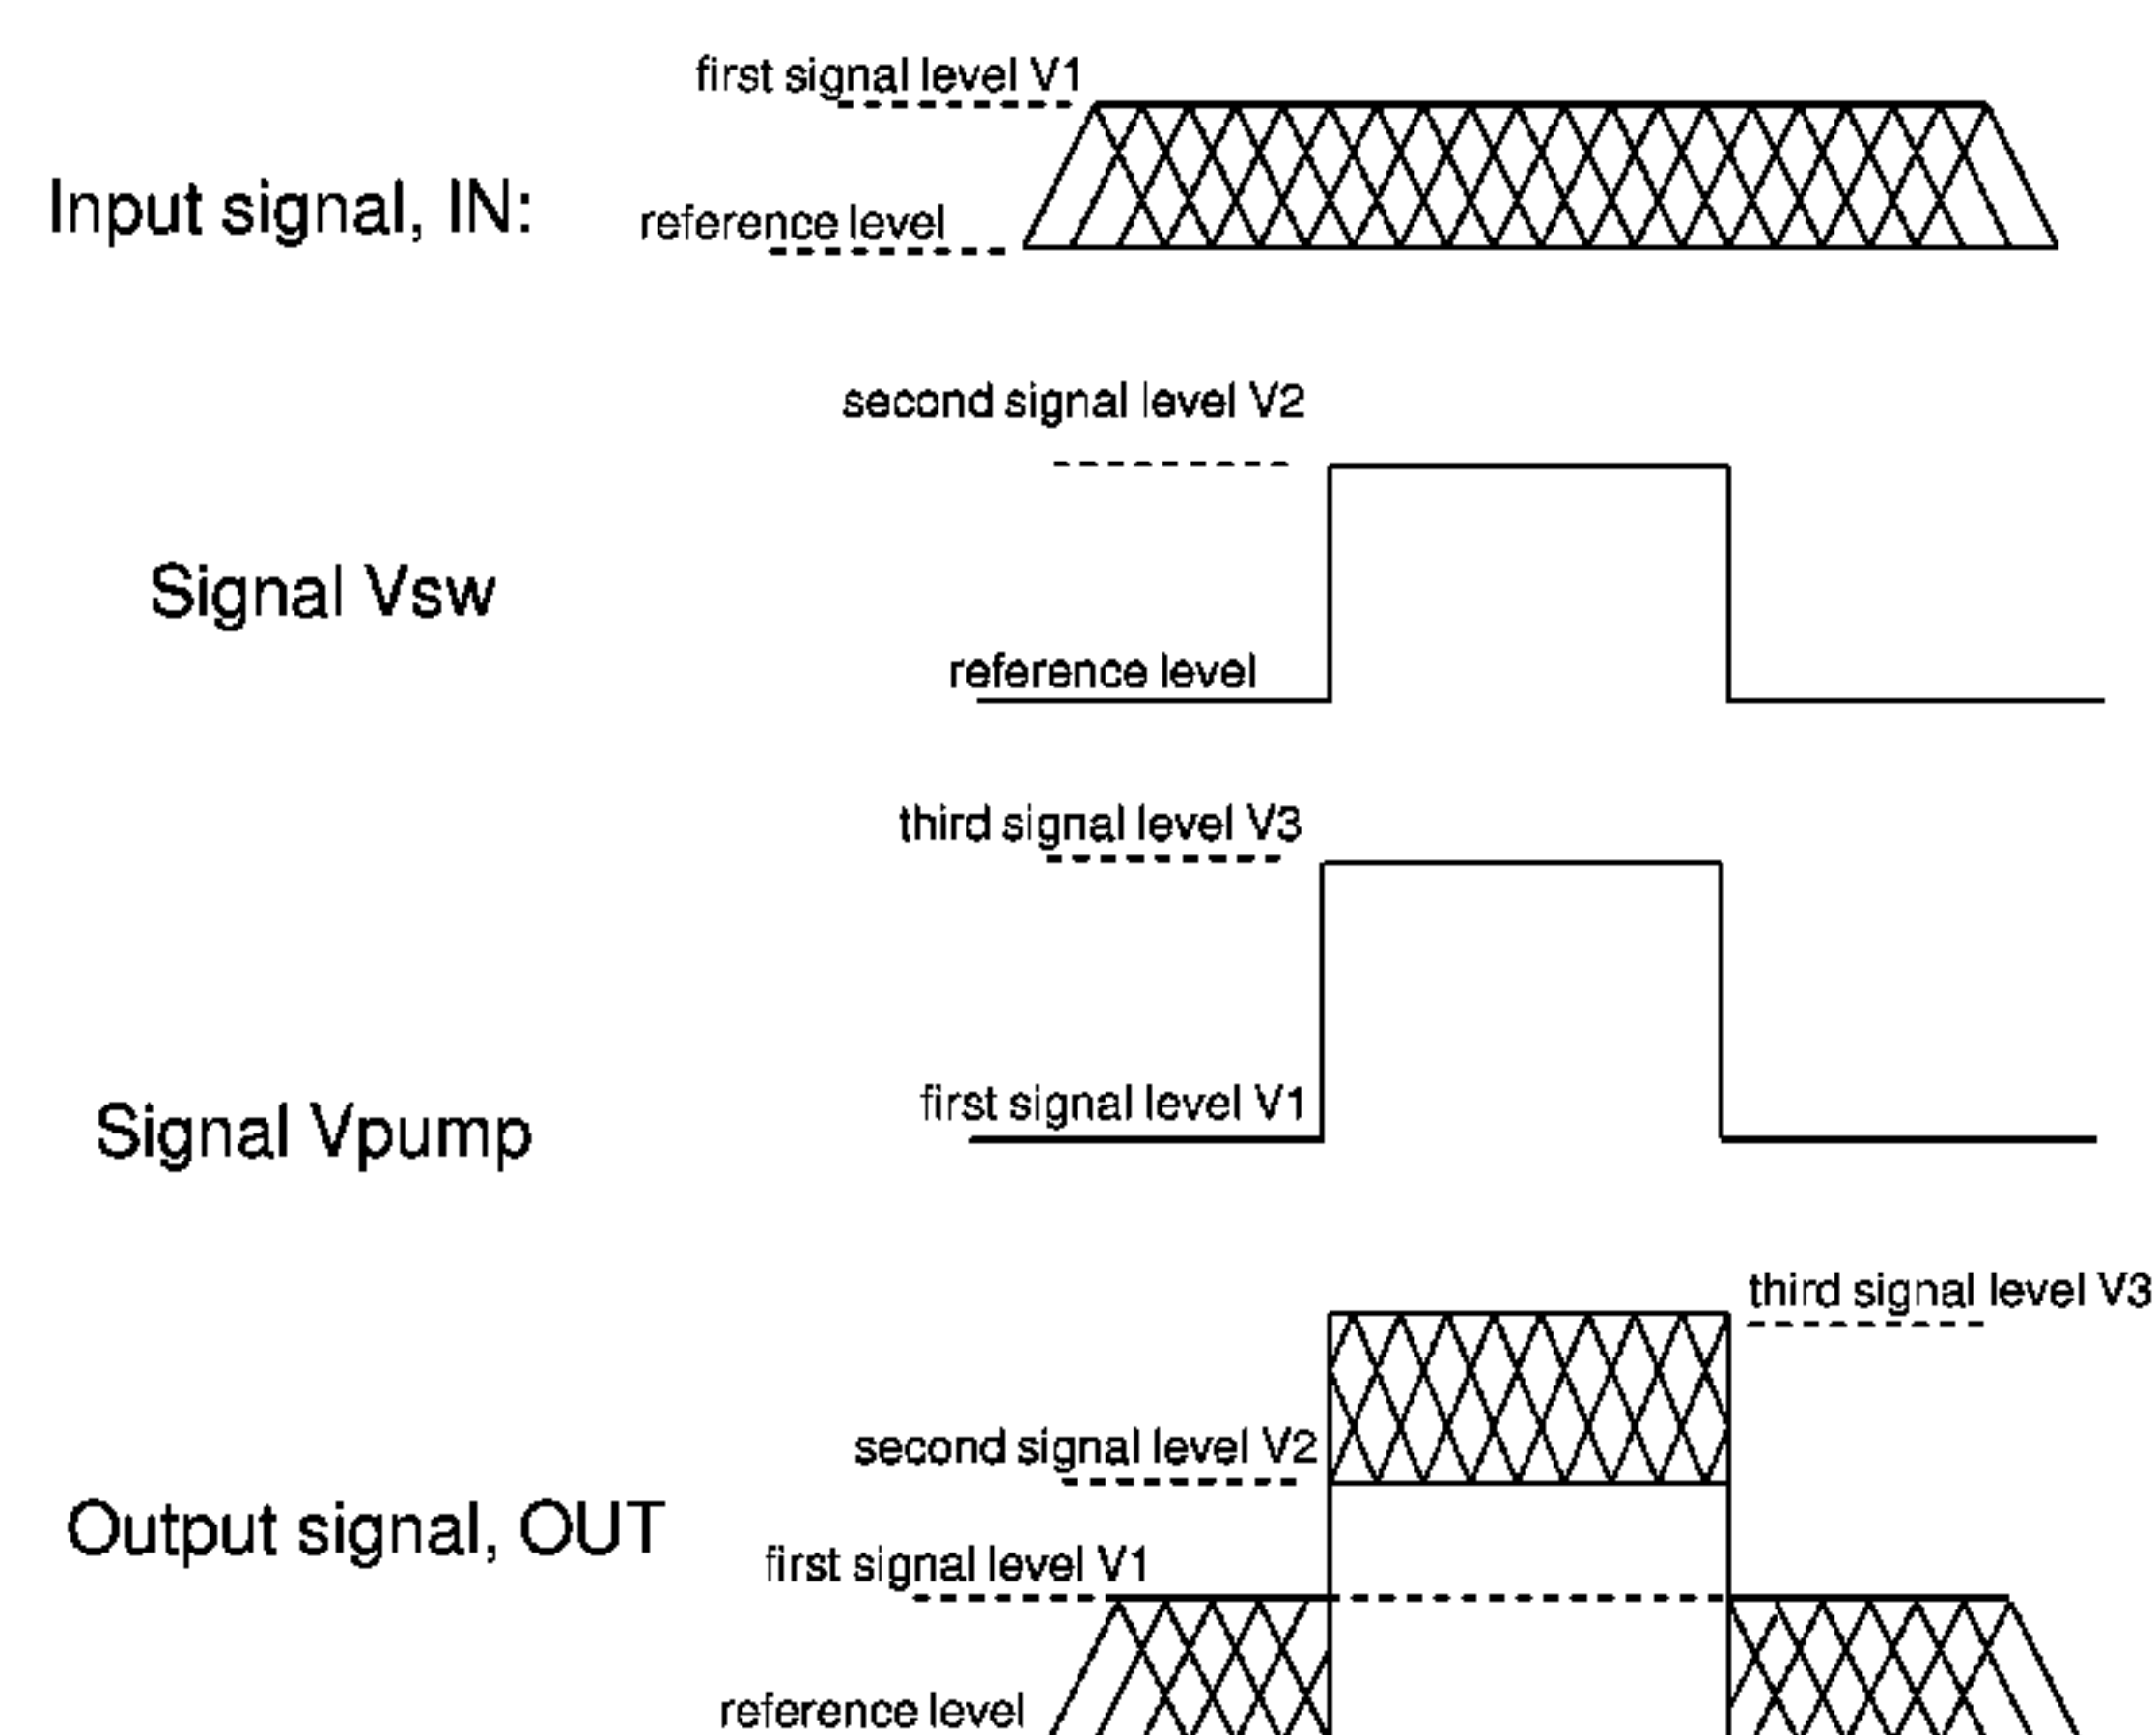 first signal level V1
Input signal, IN:
reference level
second signal level V2
Signal Vsw
reference level
third signal level V3
first signal level V1
Signal Vpump
third signal level V3
second signal level V2
Output signal, OUT
first signal level V1
reference level